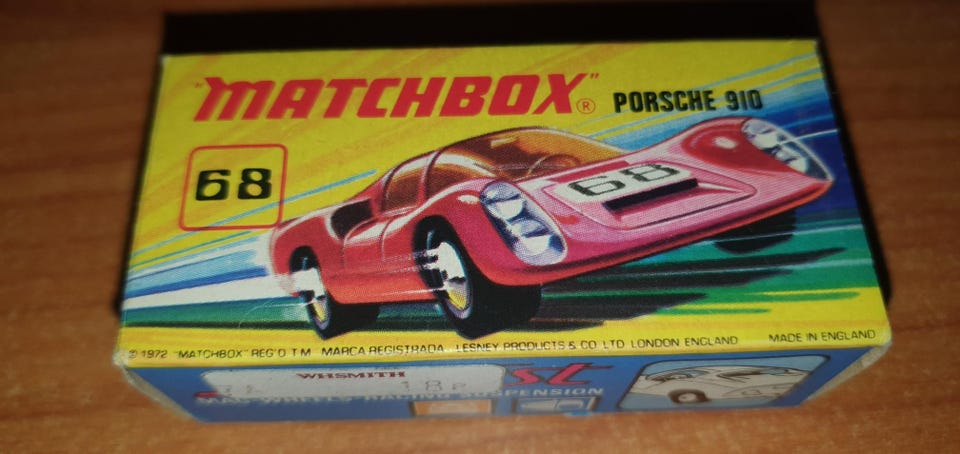 "MATCHBOX"® PORSCHE 910
68
68
© 1972 "MATCHBOX" REG'D T M MARCA REGISTRADA LESNEY PRODUCTS & CO LTD LONDON ENGLAND MADE IN ENGLAND
WHSMITH
18P
SUSPENSION